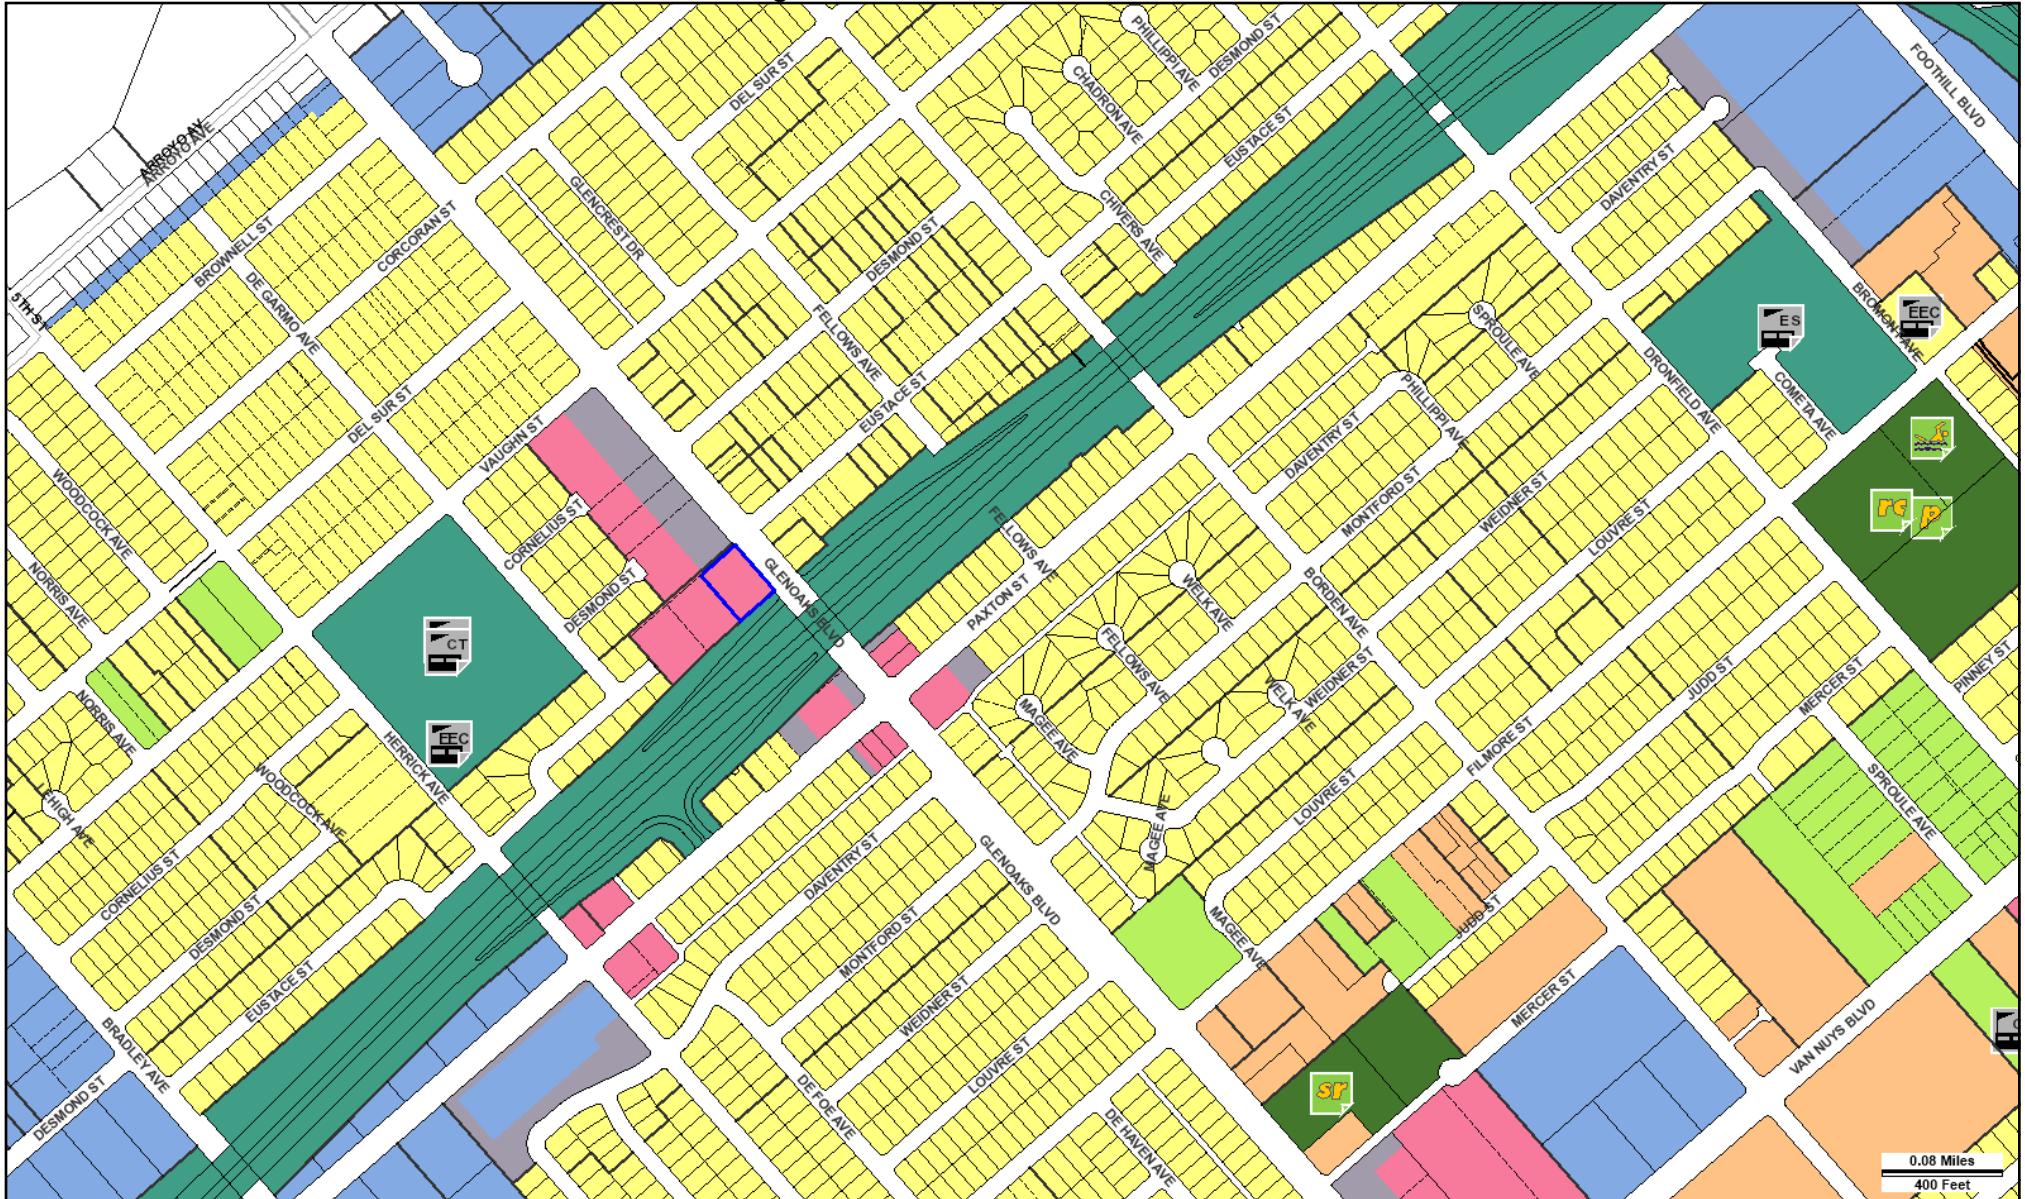 PHILLIPPI AVE
DESMOND ST
FOOTHILL BLVD
DEL SUR ST
CHADRON AVE
ARROYO AV
ARROYO AVE
EUSTACE ST
DAVENTRY ST
GLENCREST DR
CHIVERS AVE
BROWNELL ST
CORCORAN ST
DESMOND ST
5TH ST
DE GARMO AVE
FELLOWS AVE
SPROULE AVE
BROMONT AVE
ES
EEC
DRONFIELD AVE
COMETA AVE
EUSTACE ST
PHILLIPPI AVE
DEL SUR ST
VAUGHN ST
DAVENTRY ST
WOODCOCK AVE
MONTFORD ST
WEIDNER ST
LOUVRE ST
rc
p
CORNELIUS ST
FELLOWS AVE
NORRIS AVE
DESMOND ST
GLENOAKS BLVD
PAXTON ST
WELK AVE
BORDEN AVE
CT
FELLOWS AVE
WEIDNER ST
WELK AVE
JUDD ST
MERCER ST
PINNEY ST
NORRIS AVE
HERRICK AVE
EEC
MAGEE AVE
FILMORE ST
WOODCOCK AVE
LEHIGH AVE
LOUVRE ST
SPROULE AVE
MAGEE AVE
CORNELIUS ST
DAVENTRY ST
GLENOAKS BLVD
DESMOND ST
MONTFORD ST
MAGEE AVE
JUDD ST
EUSTACE ST
WEIDNER ST
MERCER ST
VAN NUYS BLVD
BRADLEY AVE
LOUVRE ST
DESMOND ST
DE FOE AVE
sr
DE HAVEN AVE
0.08 Miles
400 Feet